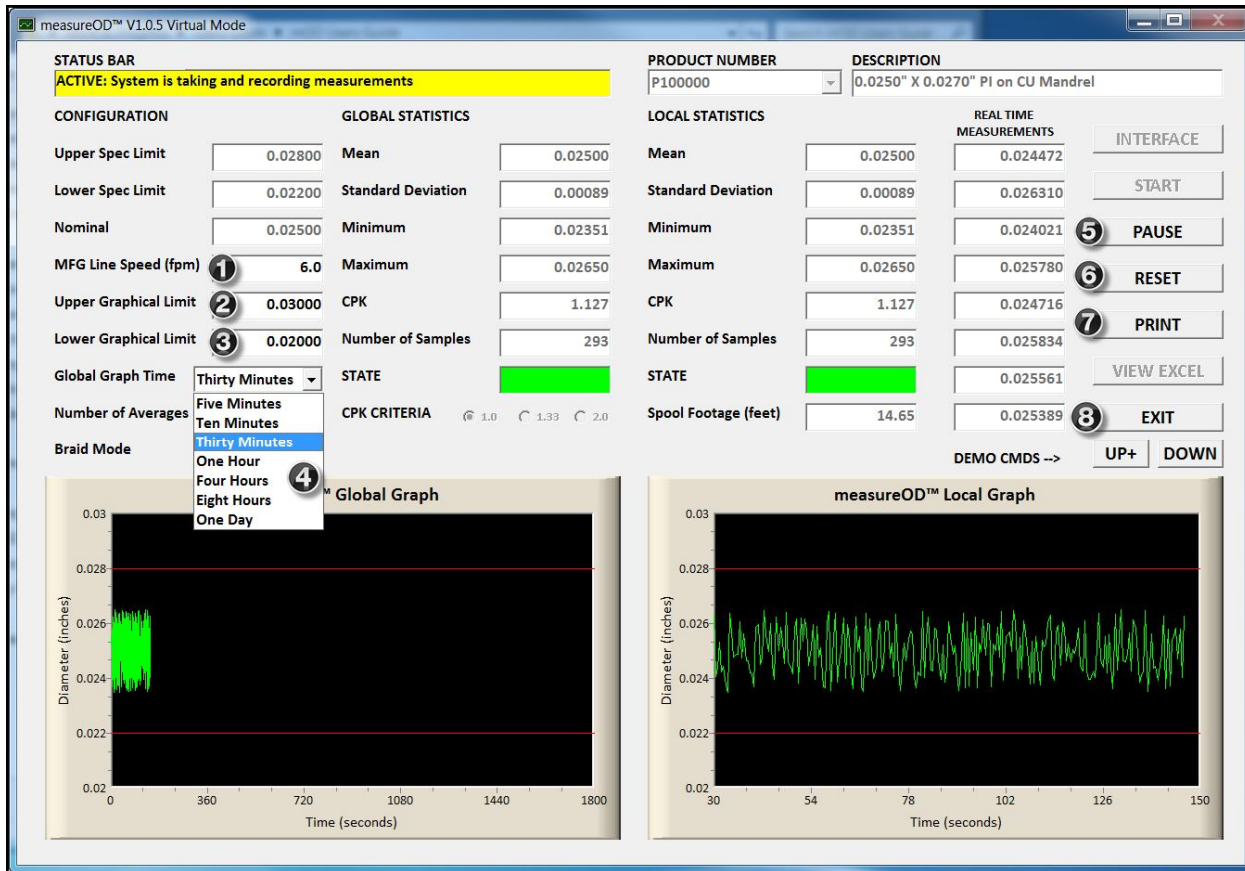 measureOD™ V1.0.5 Virtual Mode
STATUS BAR
ACTIVE: System is taking and recording measurements
PRODUCT NUMBER
P100000
DESCRIPTION
0.0250" X 0.0270" PI on CU Mandrel
CONFIGURATION
Upper Spec Limit 0.02800
Lower Spec Limit 0.02200
Nominal 0.02500
MFG Line Speed (fpm) 1 6.0
Upper Graphical Limit 2 0.03000
Lower Graphical Limit 3 0.02000
Global Graph Time Thirty Minutes
Number of Averages
Braid Mode
Five Minutes
Ten Minutes
Thirty Minutes
One Hour
Four Hours
Eight Hours
One Day
4
GLOBAL STATISTICS
Mean 0.02500
Standard Deviation 0.00089
Minimum 0.02351
Maximum 0.02650
CPK 1.127
Number of Samples 293
STATE
CPK CRITERIA 1.0 1.33 2.0
LOCAL STATISTICS
Mean 0.02500
Standard Deviation 0.00089
Minimum 0.02351
Maximum 0.02650
CPK 1.127
Number of Samples 293
STATE
Spool Footage (feet) 14.65
REAL TIME
MEASUREMENTS
0.024472
0.026310
0.024021
0.025780
0.024716
0.025834
0.025561
0.025389
INTERFACE
START
5 PAUSE
6 RESET
7 PRINT
VIEW EXCEL
8 EXIT
DEMO CMDS --> UP+ DOWN
™ Global Graph
0.03
0.028
0.026
0.024
0.022
0.02
Diameter (inches)
0 360 720 1080 1440 1800
Time (seconds)
measureOD™ Local Graph
0.03
0.028
0.026
0.024
0.022
0.02
Diameter (inches)
30 54 78 102 126 150
Time (seconds)